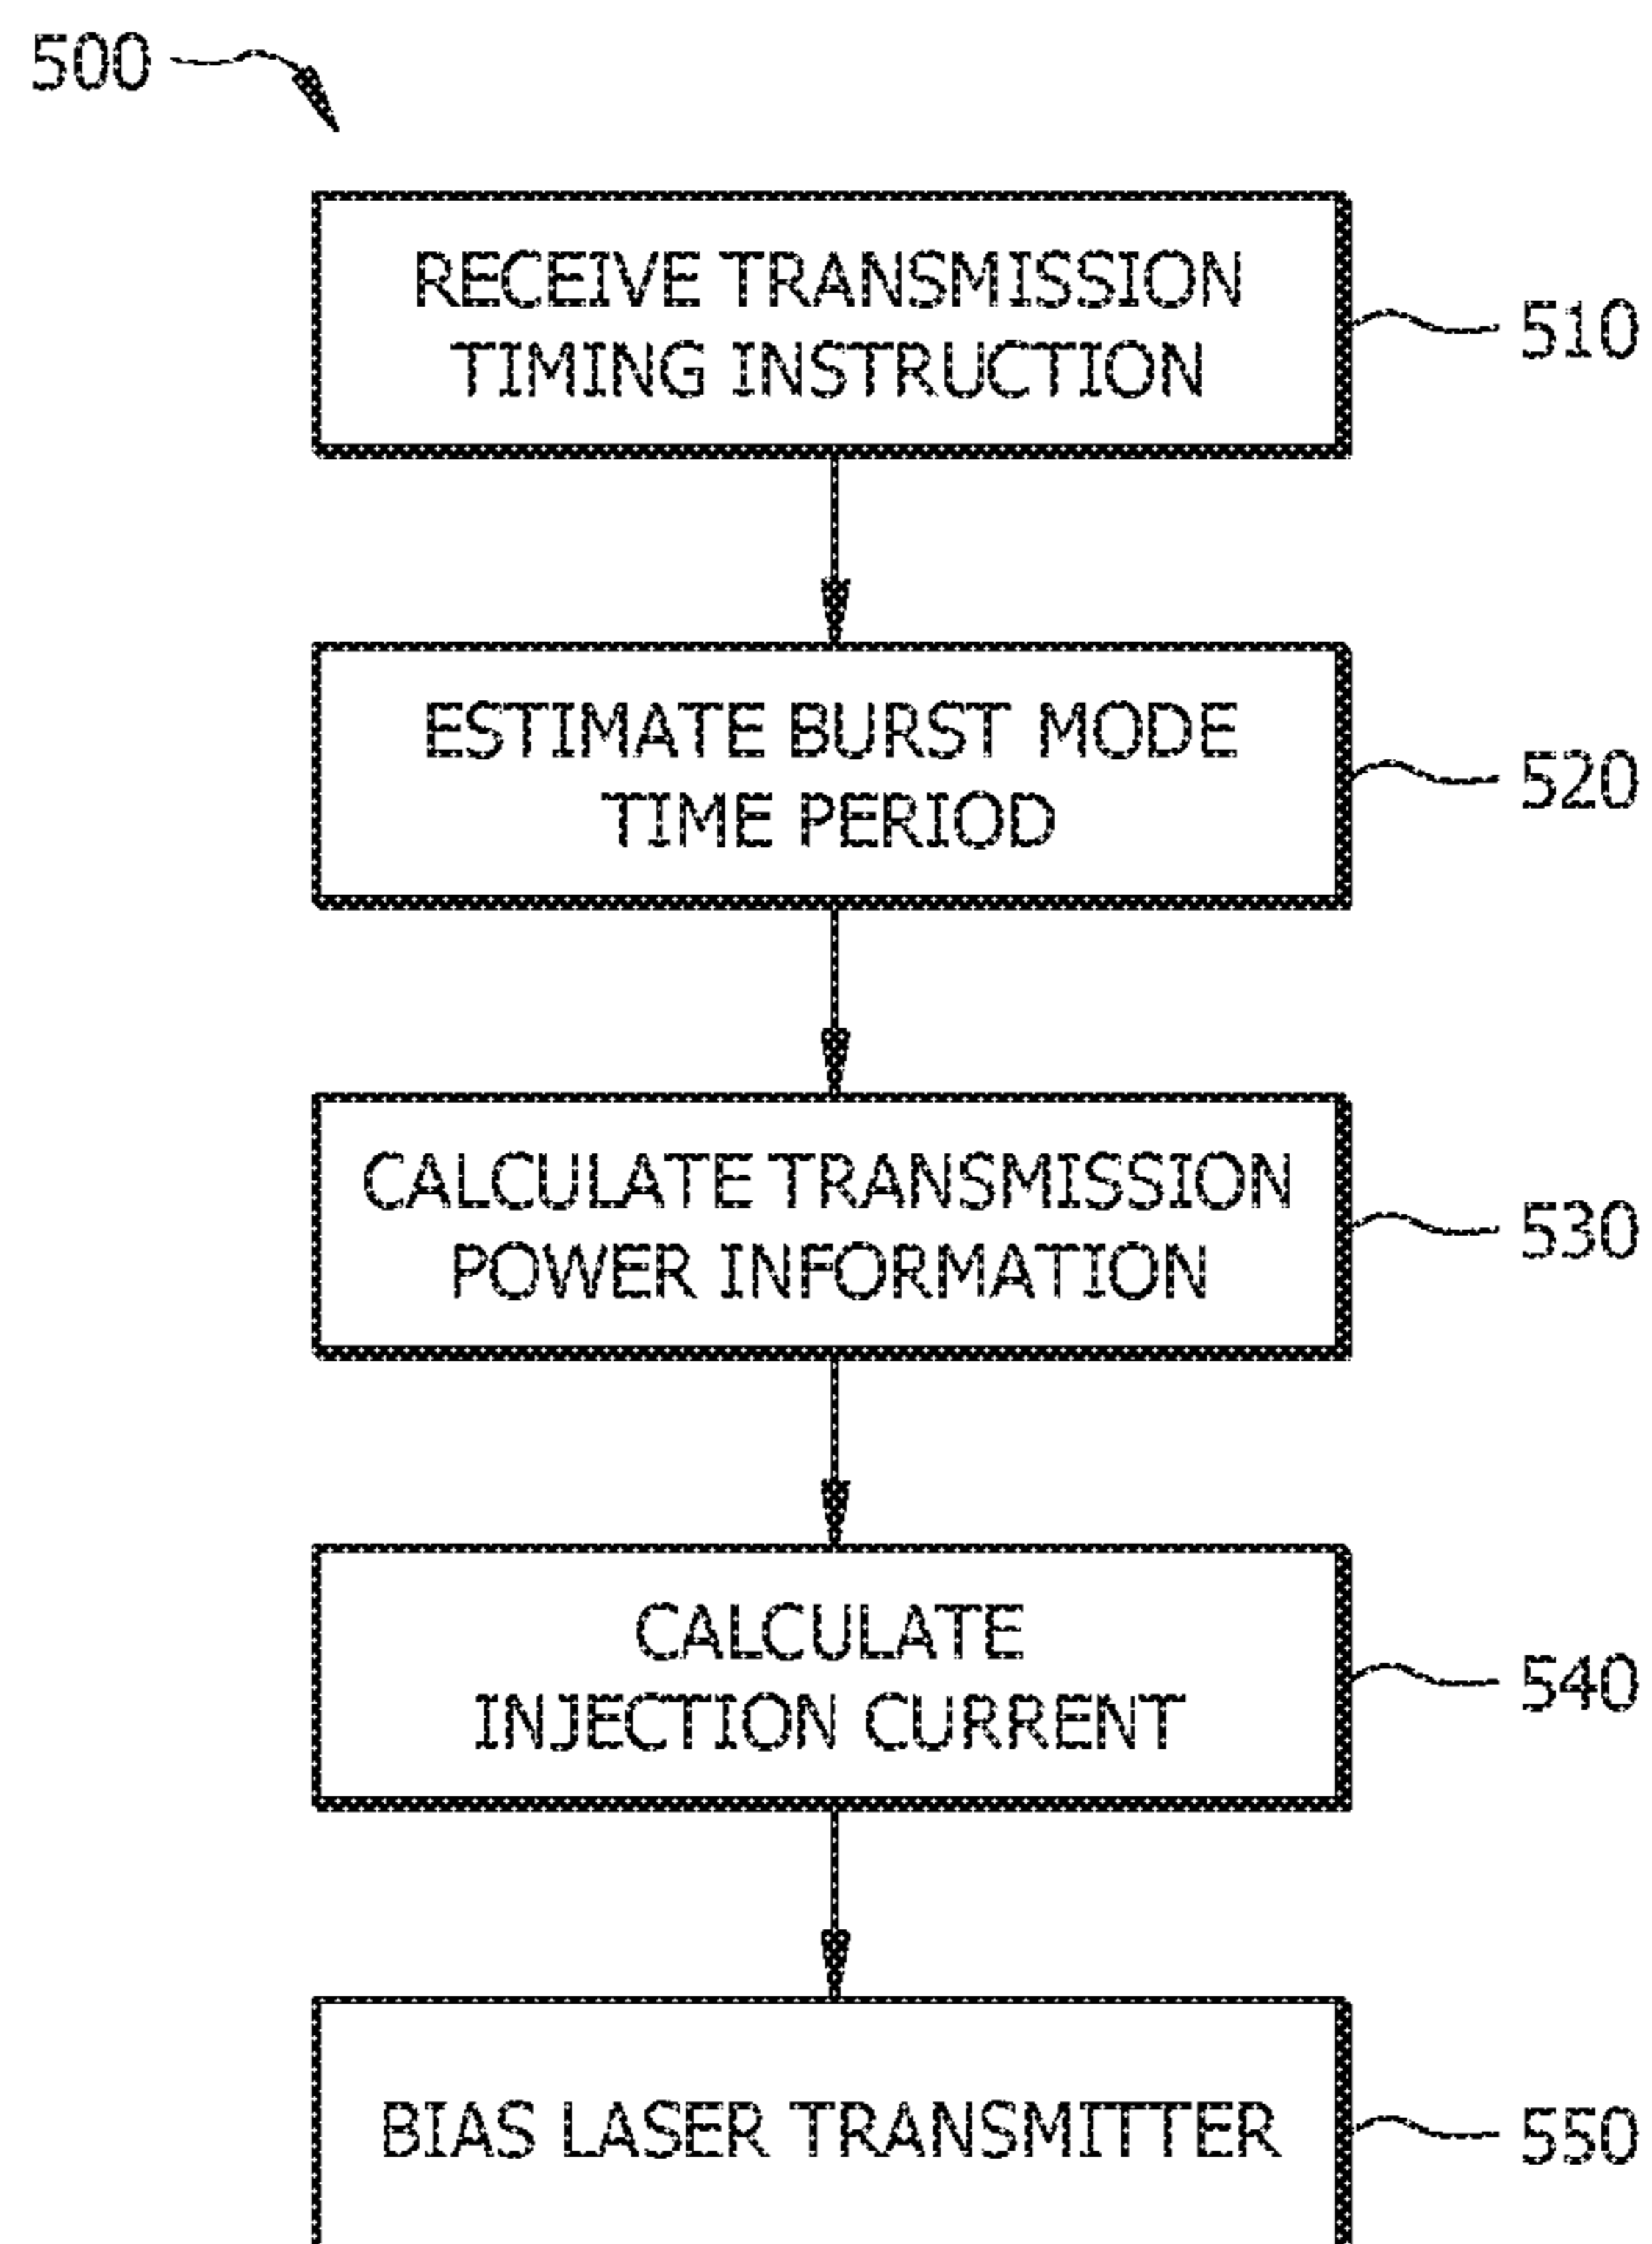 500
RECEIVE TRANSMISSION
TIMING INSTRUCTION
510
ESTIMATE BURST MODE
TIME PERIOD
520
CALCULATE TRANSMISSION
POWER INFORMATION
530
CALCULATE
INJECTION CURRENT
540
BIAS LASER TRANSMITTER
550